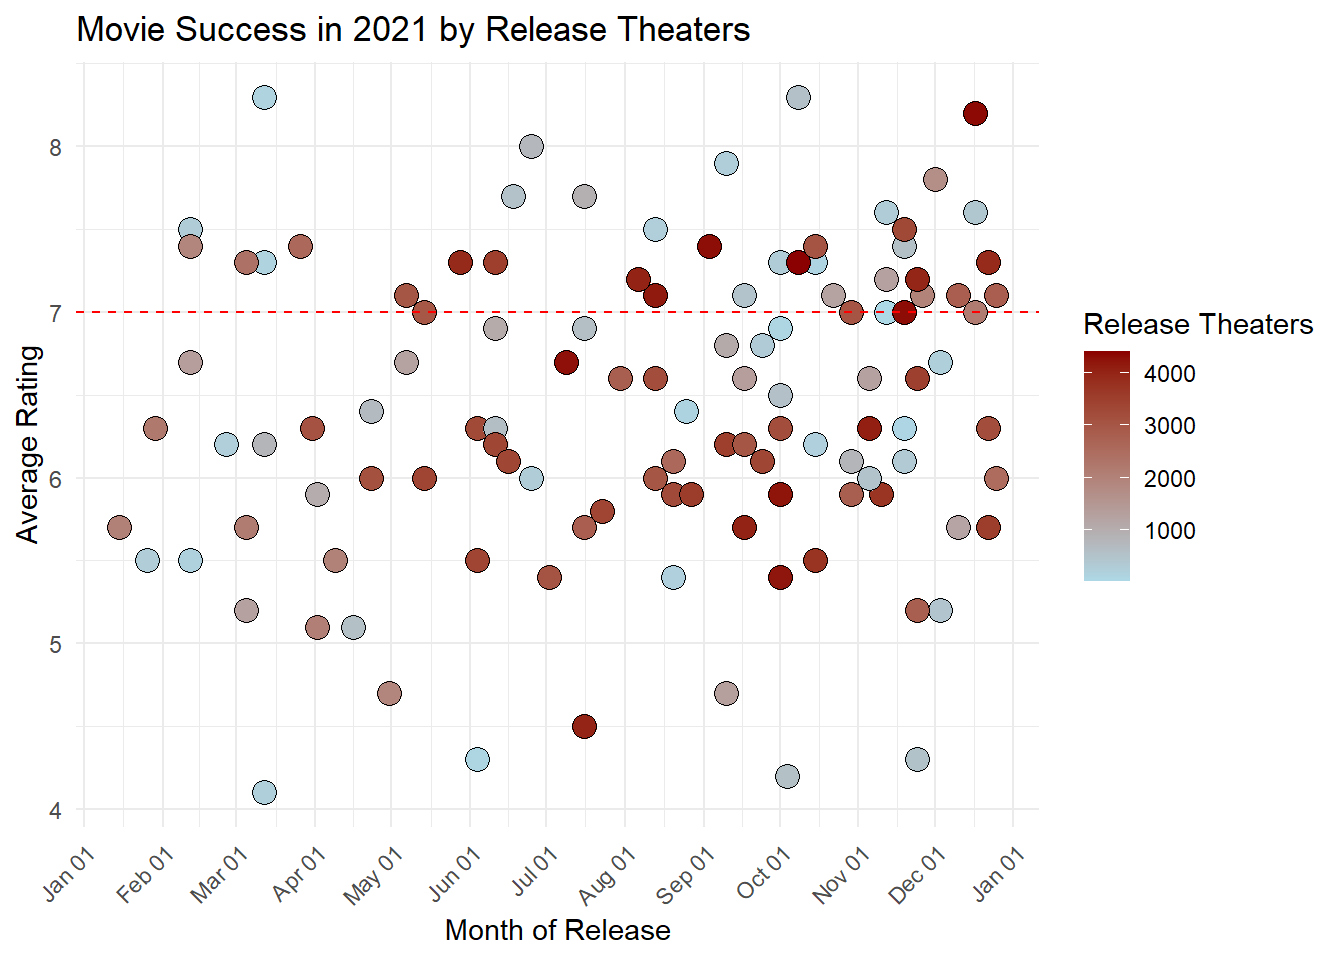 Movie Success in 2021 by Release Theaters
Average Rating
8
7
6
5
4
Jan 01
Feb 01
Mar 01
Apr 01
May 01
Jun 01
Jul 01
Aug 01
Sep 01
Oct 01
Nov 01
Dec 01
Jan 01
Month of Release
Release Theaters
4000
3000
2000
1000